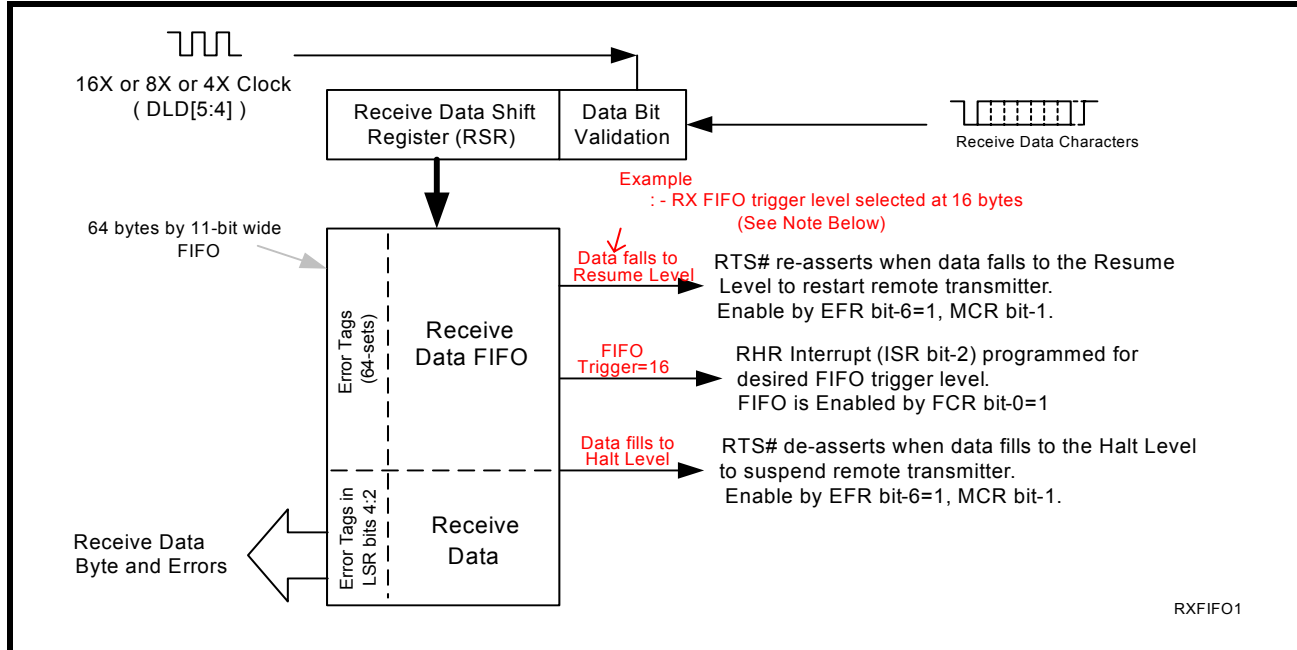 16X or 8X or 4X Clock
( DLD[5:4] )
Receive Data Shift
Register (RSR)
Data Bit
Validation
Receive Data Characters
Example
: - RX FIFO trigger level selected at 16 bytes
(See Note Below)
64 bytes by 11-bit wide
FIFO
Data falls to
Resume Level
RTS# re-asserts when data falls to the Resume
Level to restart remote transmitter.
Enable by EFR bit-6=1, MCR bit-1.
Error Tags
(64-sets)
Receive
Data FIFO
FIFO
Trigger=16
RHR Interrupt (ISR bit-2) programmed for
desired FIFO trigger level.
FIFO is Enabled by FCR bit-0=1
Data fills to
Halt Level
RTS# de-asserts when data fills to the Halt Level
to suspend remote transmitter.
Enable by EFR bit-6=1, MCR bit-1.
Error Tags in
LSR bits 4:2
Receive
Data
Receive Data
Byte and Errors
RXFIFO1